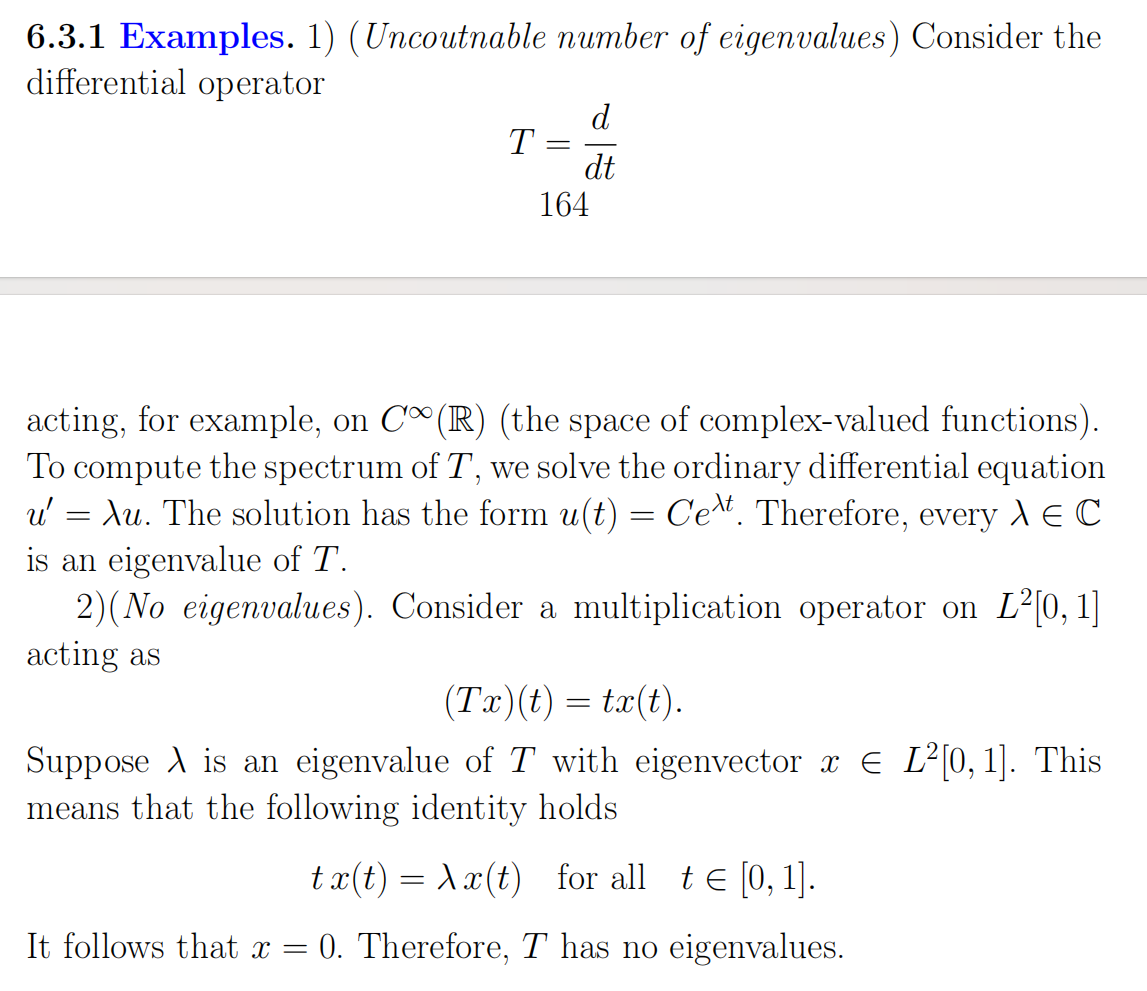 6.3.1 Examples. 1) (Uncoutnable number of eigenvalues) Consider the
differential operator
T = d/dt
164
acting, for example, on C^∞(ℝ) (the space of complex-valued functions).
To compute the spectrum of T, we solve the ordinary differential equation
u′ = λu. The solution has the form u(t) = Ce^{λt}. Therefore, every λ ∈ ℂ
is an eigenvalue of T.
2)(No eigenvalues). Consider a multiplication operator on L²[0, 1]
acting as
(Tx)(t) = tx(t).
Suppose λ is an eigenvalue of T with eigenvector x ∈ L²[0, 1]. This
means that the following identity holds
t x(t) = λ x(t) for all t ∈ [0, 1].
It follows that x = 0. Therefore, T has no eigenvalues.